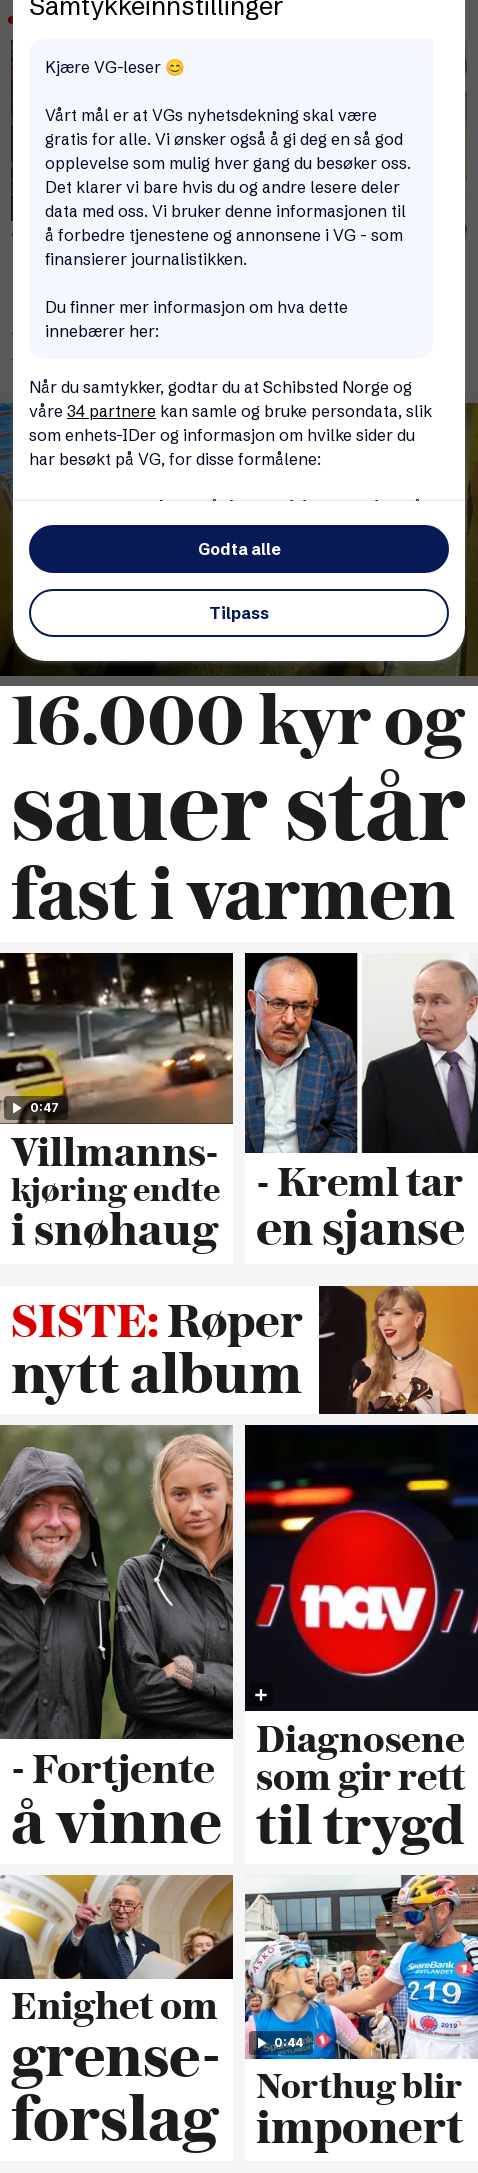 Samtykkeinnstillinger
Kjære VG-leser 😊
Vårt mål er at VGs nyhetsdekning skal være
gratis for alle. Vi ønsker også å gi deg en så god
opplevelse som mulig hver gang du besøker oss.
Det klarer vi bare hvis du og andre lesere deler
data med oss. Vi bruker denne informasjonen til
å forbedre tjenestene og annonsene i VG - som
finansierer journalistikken.
Du finner mer informasjon om hva dette
innebærer her:
Når du samtykker, godtar du at Schibsted Norge og
våre 34 partnere kan samle og bruke persondata, slik
som enhets-IDer og informasjon om hvilke sider du
har besøkt på VG, for disse formålene:
Godta alle
Tilpass
16.000 kyr og
sauer står
fast i varmen
0:47
Villmanns-
kjøring endte
i snøhaug
- Kreml tar
en sjanse
SISTE: Røper
nytt album
- Fortjente
å vinne
nav
Diagnosene
som gir rett
til trygd
Enighet om
grense-
forslag
SpareBank
ØSTLANDET
219
2019
0:44
Northug blir
imponert